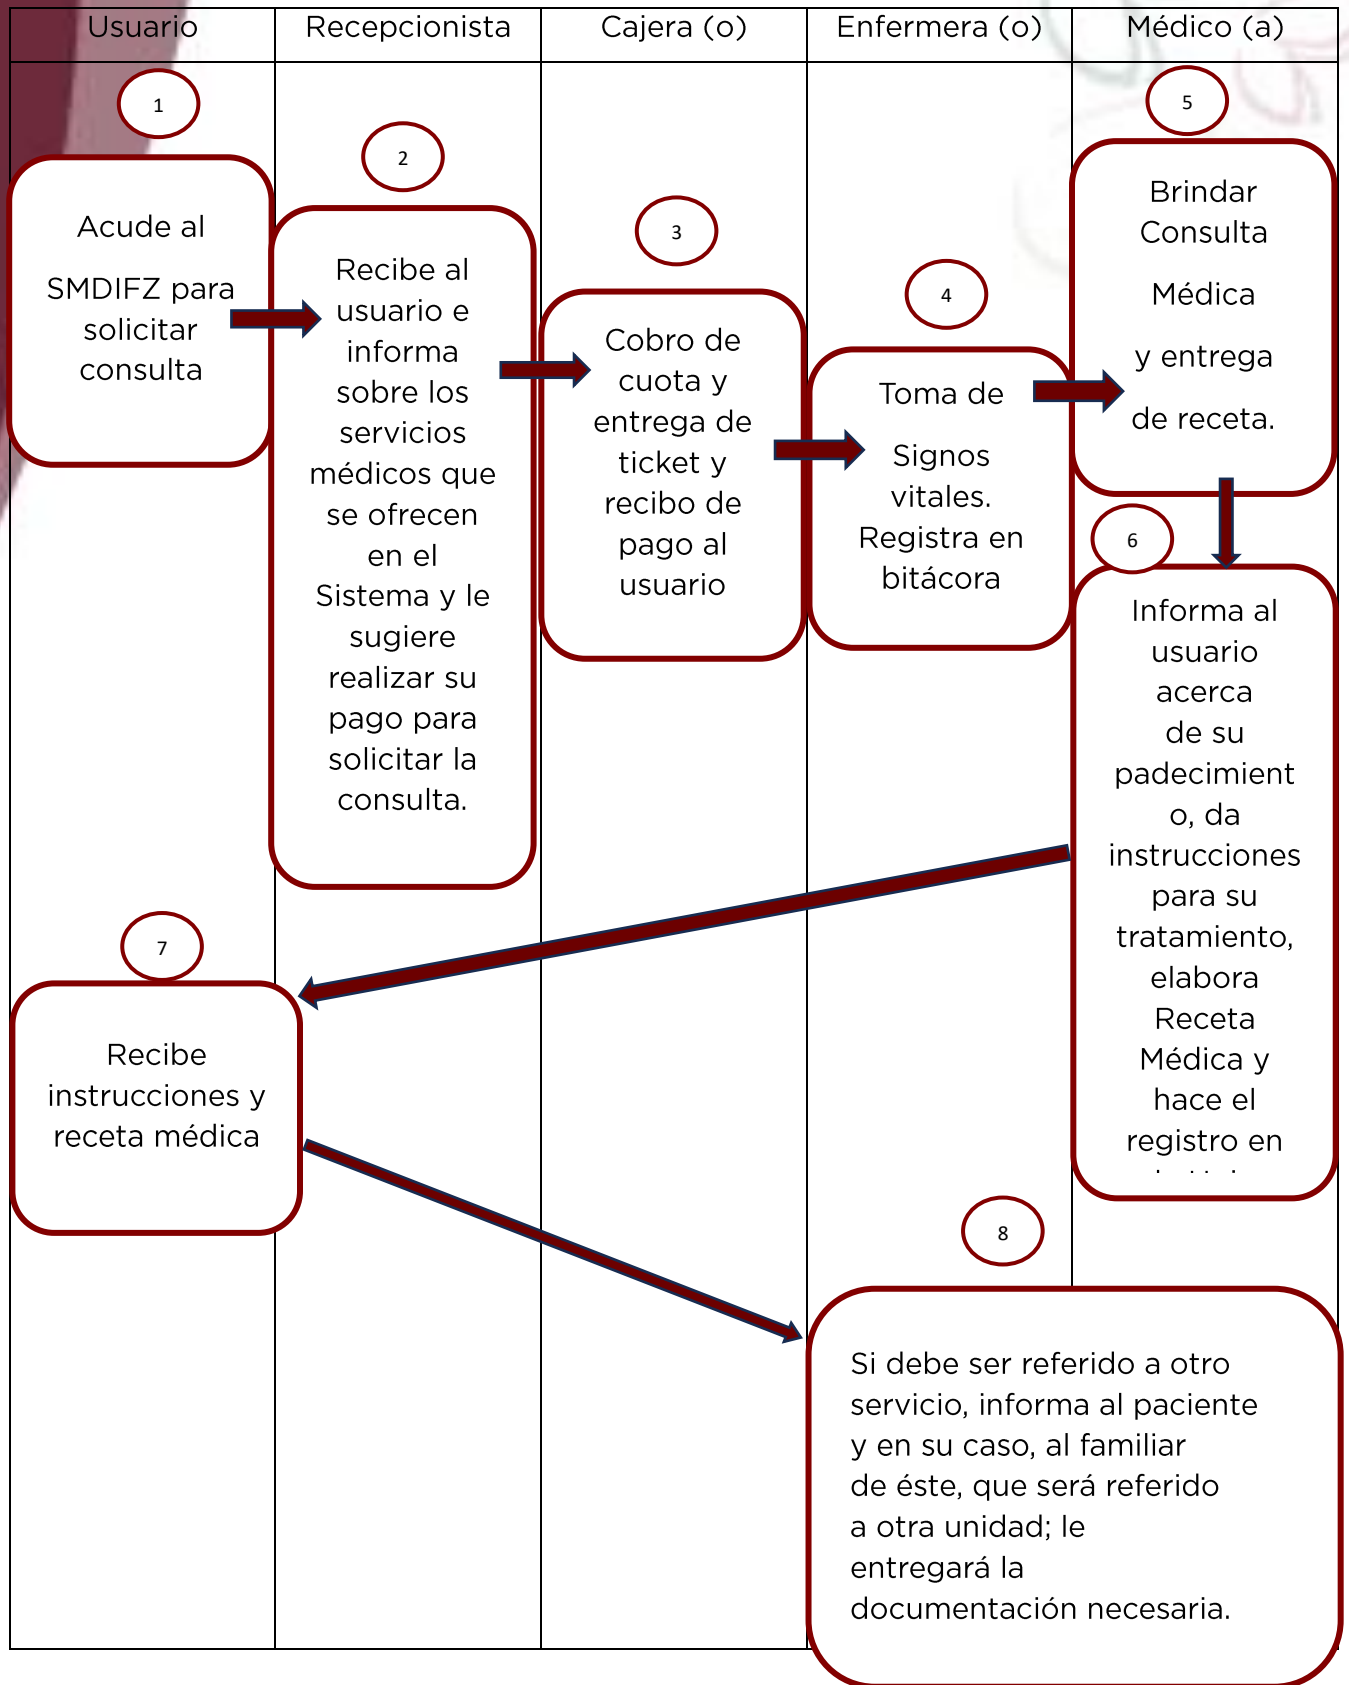 Usuario
Recepcionista
Cajera (o)
Enfermera (o)
Médico (a)
1
Acude al
SMDIFZ para
solicitar
consulta
2
Recibe al
usuario e
informa
sobre los
servicios
médicos que
se ofrecen
en el
Sistema y le
sugiere
realizar su
pago para
solicitar la
consulta.
3
Cobro de
cuota y
entrega de
ticket y
recibo de
pago al
usuario
4
Toma de
Signos
vitales.
Registra en
bitácora
5
Brindar
Consulta
Médica
y entrega
de receta.
6
Informa al
usuario
acerca
de su
padecimient
o, da
instrucciones
para su
tratamiento,
elabora
Receta
Médica y
hace el
registro en
7
Recibe
instrucciones y
receta médica
8
Si debe ser referido a otro
servicio, informa al paciente
y en su caso, al familiar
de éste, que será referido
a otra unidad; le
entregará la
documentación necesaria.